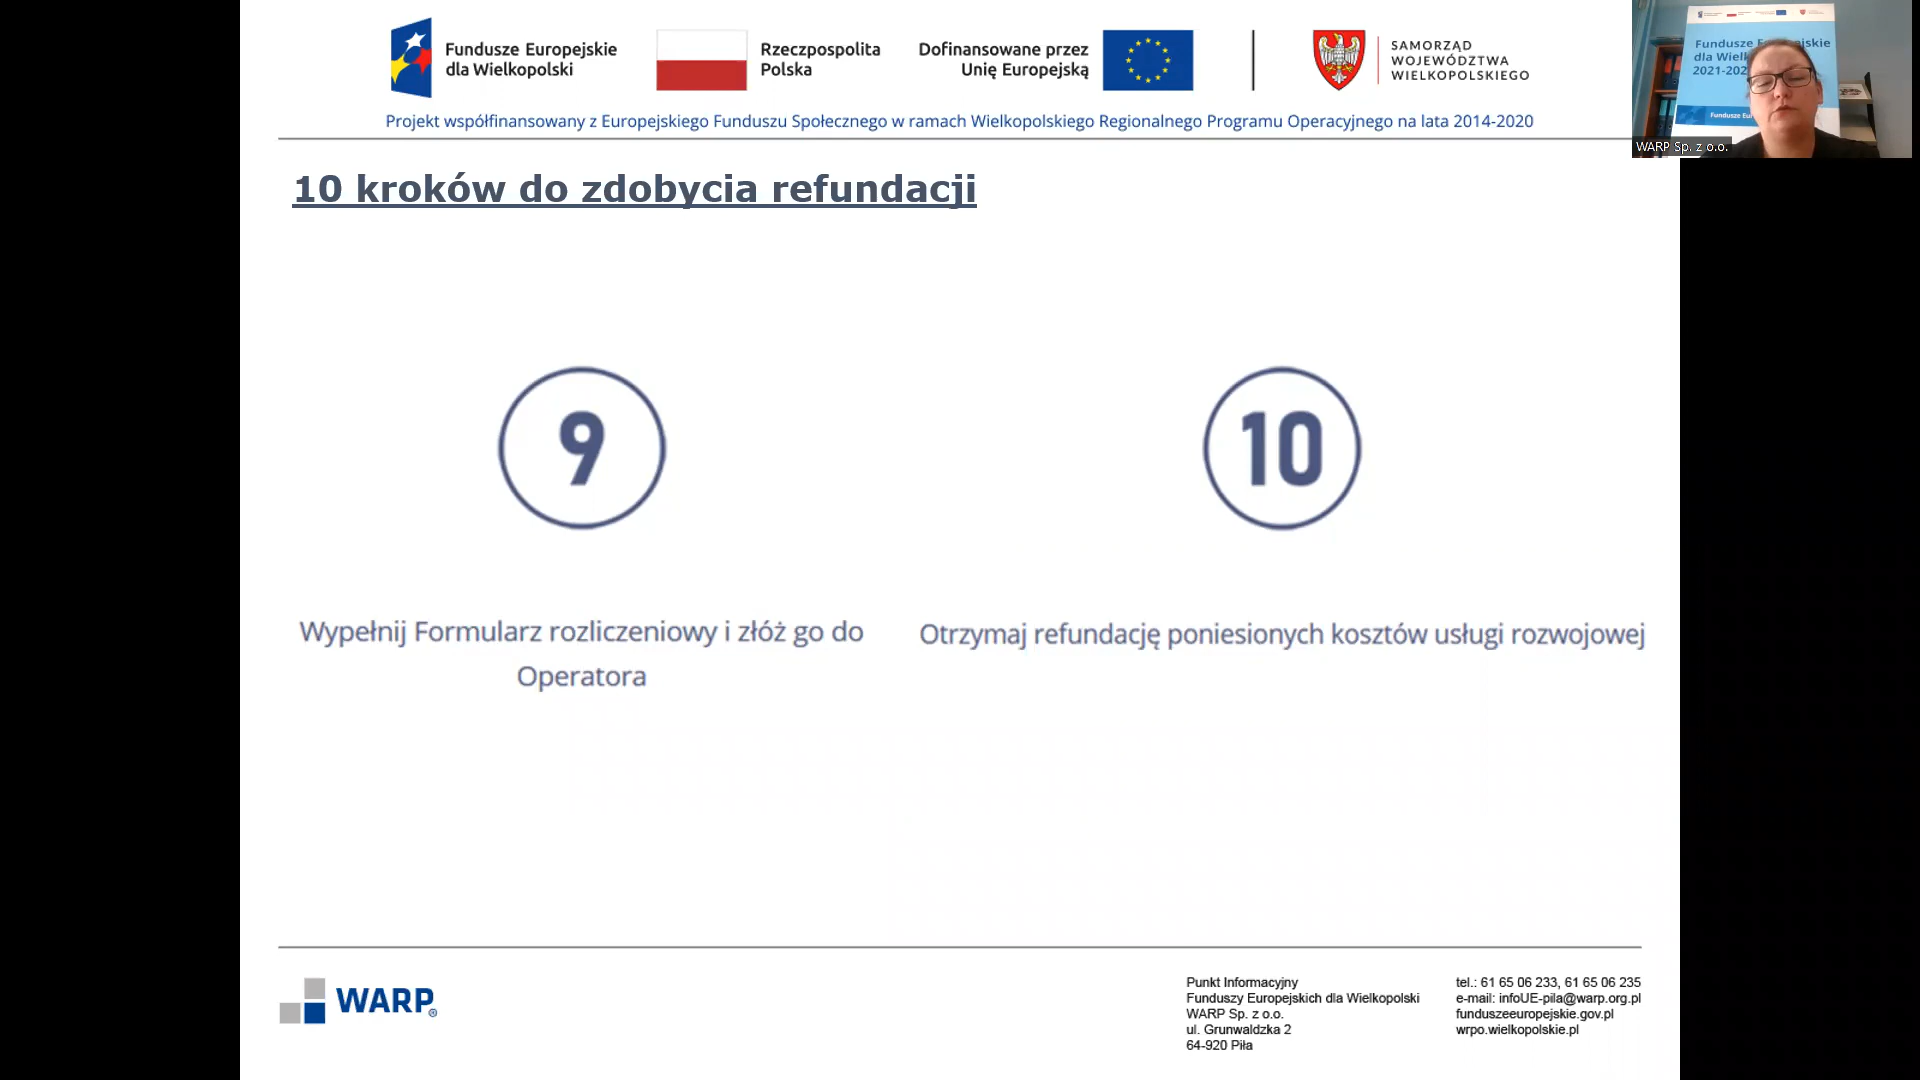 Fundusze Europejskie
dla Wielkopolski
Rzeczpospolita
Polska
Dofinansowane przez
Unię Europejską
SAMORZĄD
WOJEWÓDZTWA
WIELKOPOLSKIEGO
Projekt współfinansowany z Europejskiego Funduszu Społecznego w ramach Wielkopolskiego Regionalnego Programu Operacyjnego na lata 2014-2020
Fundusze
dla
2021-202
WARP Sp. z o.o.
10 kroków do zdobycia refundacji
9
10
Wypełnij Formularz rozliczeniowy i złóż go do
Operatora
Otrzymaj refundację poniesionych kosztów usługi rozwojowej
WARP®
Punkt Informacyjny
Funduszy Europejskich dla Wielkopolski
WARP Sp. z o.o.
ul. Grunwaldzka 2
64-920 Piła
tel.: 61 65 06 233, 61 65 06 235
e-mail: infoUE-pila@warp.org.pl
funduszeeuropejskie.gov.pl
wrpo.wielkopolskie.pl